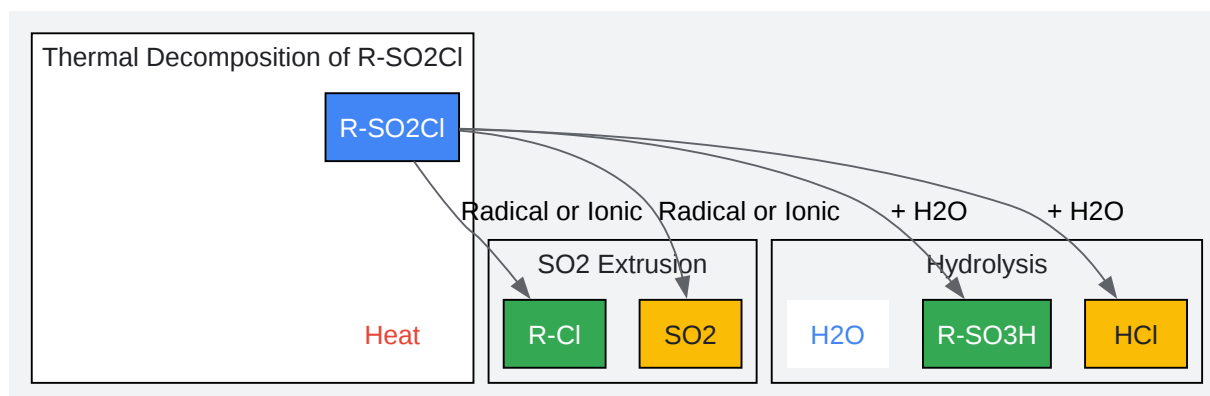 Thermal Decomposition of R-SO2Cl
R-SO2Cl
Radical or Ionic
Radical or Ionic
+ H2O
+ H2O
SO2 Extrusion
Hydrolysis
Heat
R-Cl
SO2
H2O
R-SO3H
HCl